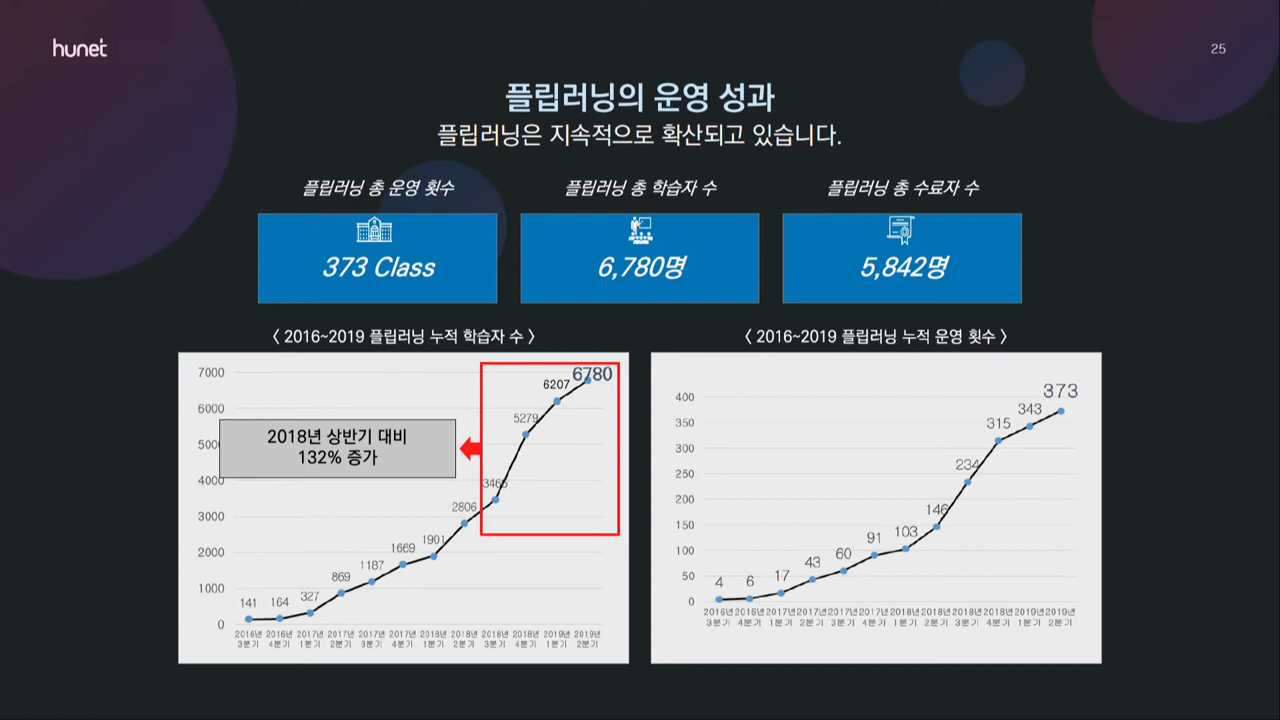 hunet
25
플립러닝의 운영 성과
플립러닝은 지속적으로 확산되고 있습니다.
플립러닝 총 운영 횟수
플립러닝 총 학습자 수
플립러닝 총 수료자 수
373 Class
6,780명
5,842명
〈 2016~2019 플립러닝 누적 학습자 수 〉
7000
6000
5000
4000
3000
2000
1000
0
2018년 상반기 대비
132% 증가
141
164
327
869
1187
1669
1901
2806
3465
5279
6207
6780
2016년 3분기
2016년 4분기
2017년 1분기
2017년 2분기
2017년 3분기
2017년 4분기
2018년 1분기
2018년 2분기
2018년 3분기
2018년 4분기
2019년 1분기
2019년 2분기
〈 2016~2019 플립러닝 누적 운영 횟수 〉
400
350
300
250
200
150
100
50
0
4
6
17
43
60
91
103
146
234
315
343
373
2016년 3분기
2016년 4분기
2017년 1분기
2017년 2분기
2017년 3분기
2017년 4분기
2018년 1분기
2018년 2분기
2018년 3분기
2018년 4분기
2019년 1분기
2019년 2분기